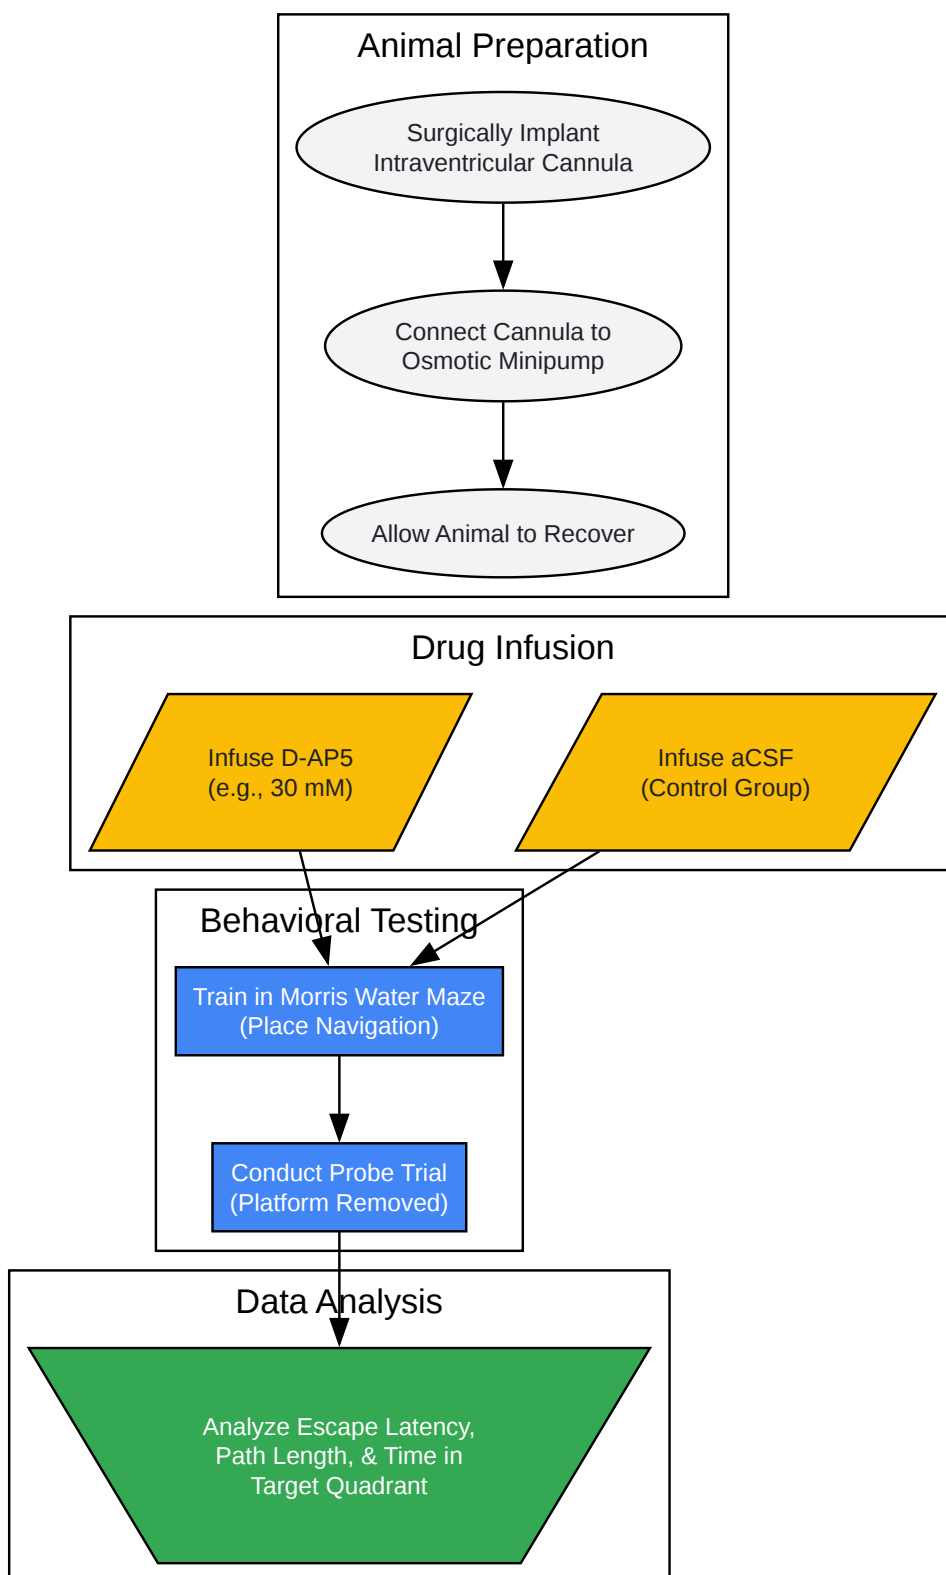 Animal Preparation
Surgically Implant
Intraventricular Cannula
Connect Cannula to
Osmotic Minipump
Allow Animal to Recover
Drug Infusion
Infuse D-AP5
(e.g., 30 mM)
Infuse aCSF
(Control Group)
Behavioral Testing
Train in Morris Water Maze
(Place Navigation)
Conduct Probe Trial
(Platform Removed)
Data Analysis
Analyze Escape Latency,
Path Length, & Time in
Target Quadrant